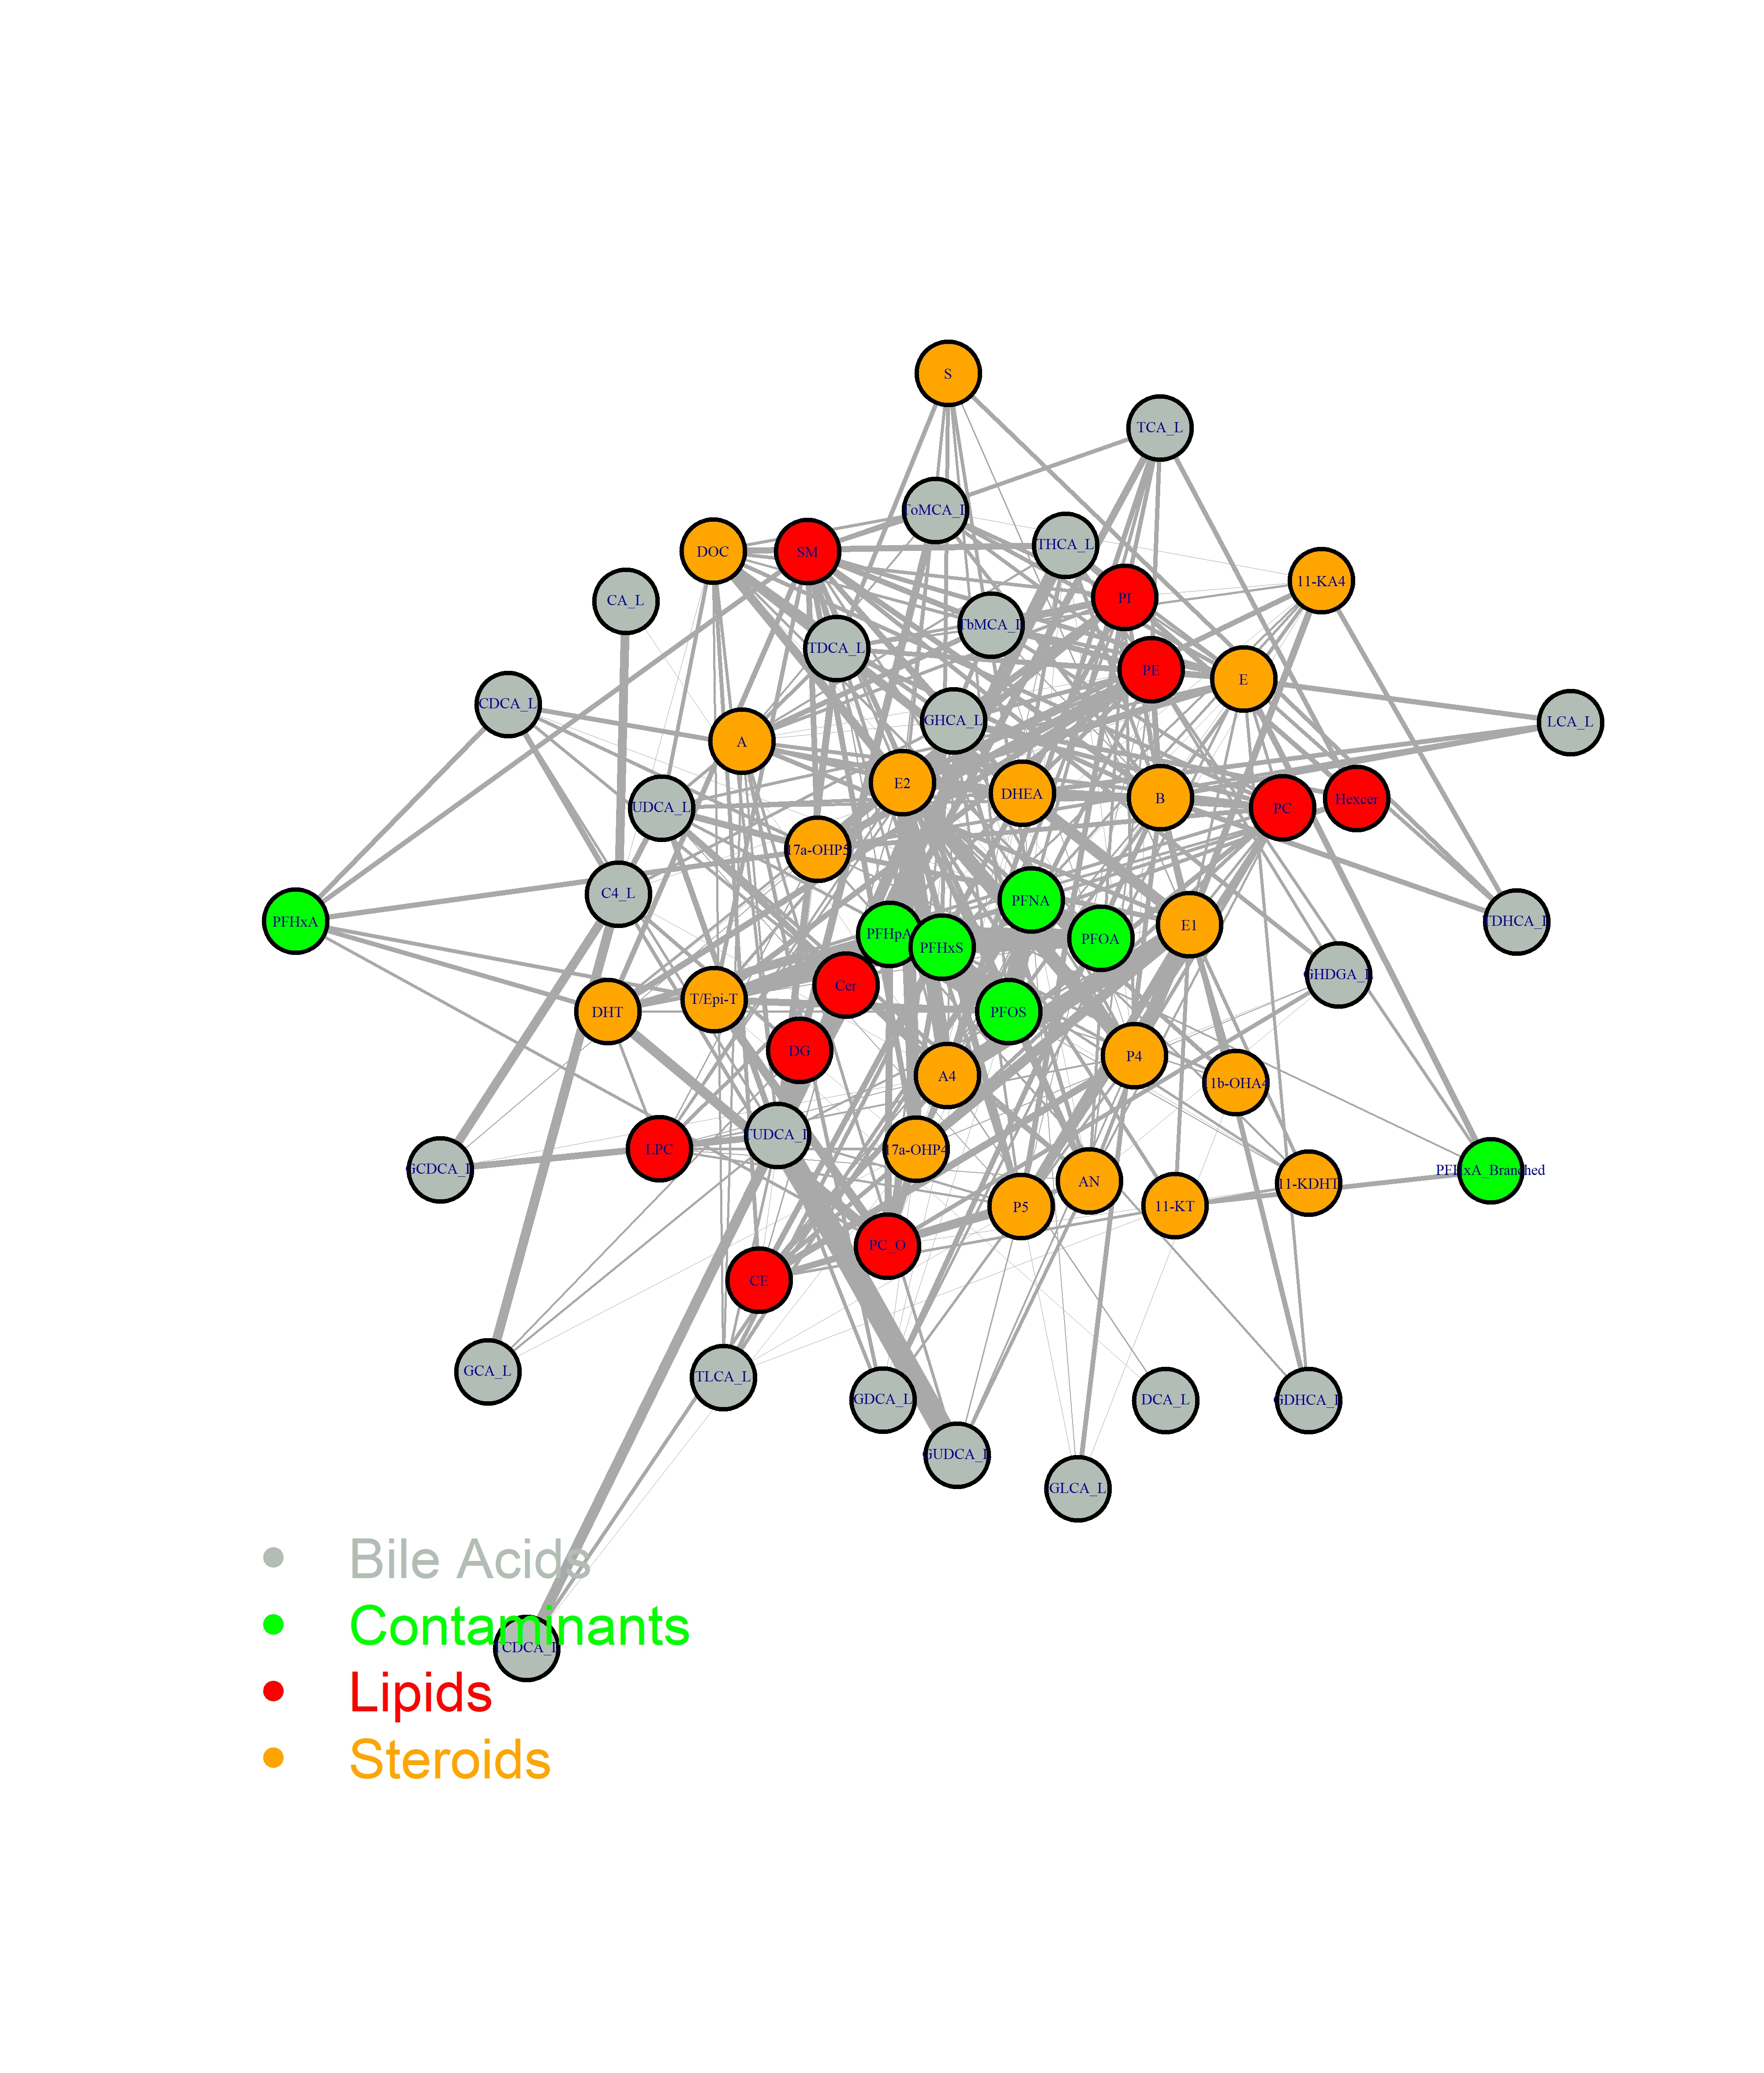 S
TCA_L
ToMCA_L
THCA_L
DOC
SM
11-KA4
PI
CA_L
TbMCA_L
TDCA_L
PE
E
CDCA_L
GHCA_L
LCA_L
A
E2
DHEA
B
PC
Hexcer
UDCA_L
17a-OHP5
C4_L
PFNA
PFHxA
PFHpA
PFHxS
PFOA
E1
TDHCA_L
Cer
GHDGA_L
T/Epi-T
DHT
PFOS
DG
A4
P4
1b-OHA4
TUDCA_L
LPC
17a-OHP4
GCDCA_L
PFHxA_Branched
AN
11-KDHT
P5
11-KT
PC_O
CE
GCA_L
TLCA_L
GDCA_L
DCA_L
GDHCA_L
GUDCA_L
GLCA_L
Bile Acids
Contaminants
TCDCA_L
Lipids
Steroids